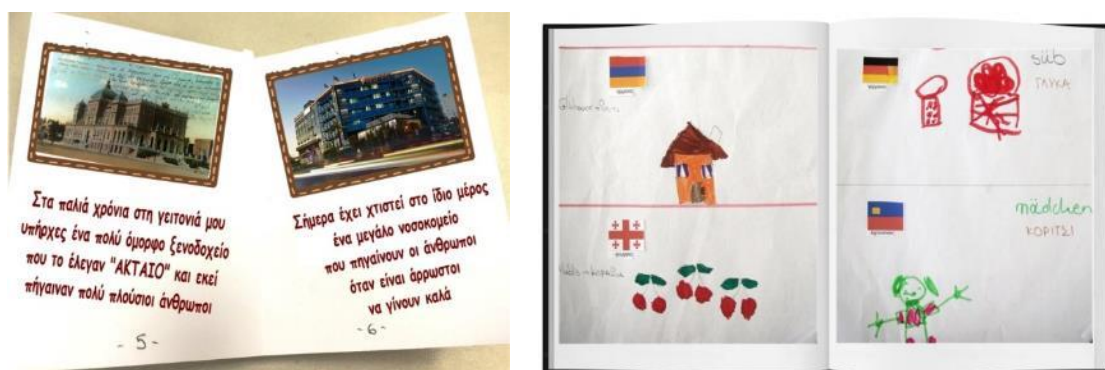 Στα παλιά χρόνια στη γειτονιά μου
υπήρχες ένα πολύ όμορφο ξενοδοχείο
που το έλεγαν "ΑΚΤΑΙΟ" και εκεί
πήγαιναν πολύ πλούσιοι άνθρωποι
- 5 -
Σήμερα έχει χτιστεί στο ίδιο μέρος
ένα μεγάλο νοσοκομείο
που πηγαίνουν οι άνθρωποι
όταν είναι άρρωστοι
να γίνουν καλά
- 6 -
süb
ΓΛΥΚΑ
mädchen
ΚΟΡΙΤΣΙ